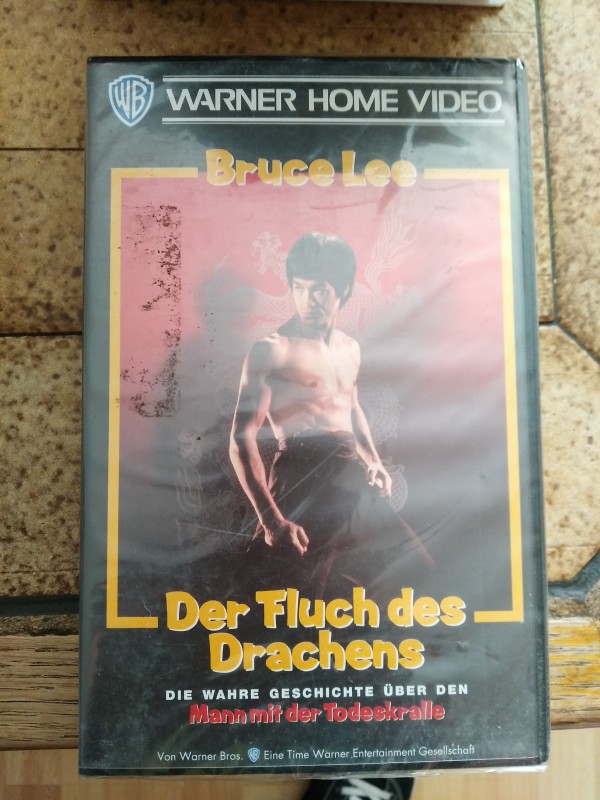 WB WARNER HOME VIDEO
Bruce Lee
Der Fluch des
Drachens
DIE WAHRE GESCHICHTE ÜBER DEN
Mann mit der Todeskralle
Von Warner Bros. WB Eine Time Warner Entertainment Gesellschaft